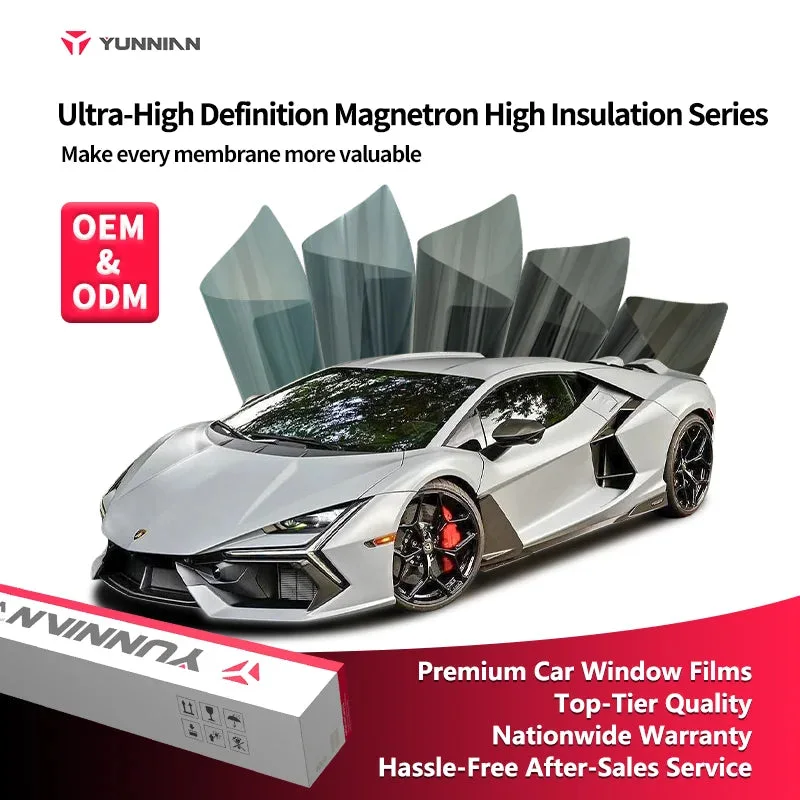 YUNNIAN
Ultra-High Definition Magnetron High Insulation Series
Make every membrane more valuable
OEM
&
ODM
YUNNIAN
Premium Car Window Films
Top-Tier Quality
Nationwide Warranty
Hassle-Free After-Sales Service